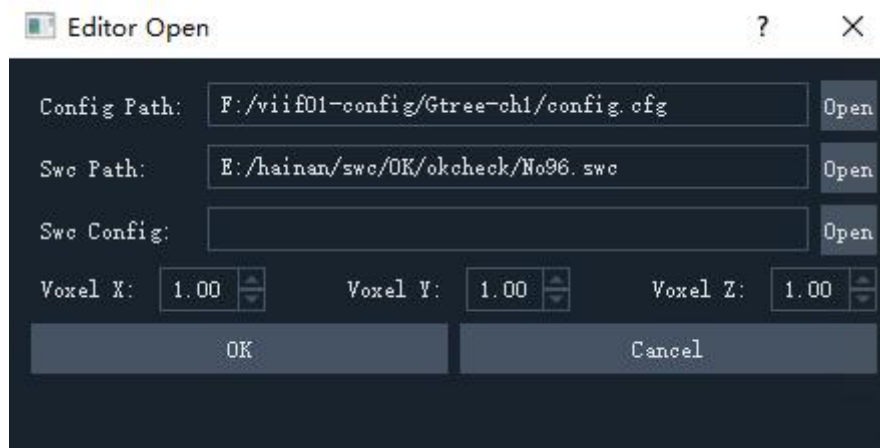 Editor Open ? ×
Config Path: F:/viif01-config/Gtree-ch1/config.cfg Open
Swc Path: E:/hainan/swc/OK/okcheck/No96.swc Open
Swc Config: Open
Voxel X: 1.00 Voxel Y: 1.00 Voxel Z: 1.00
OK Cancel